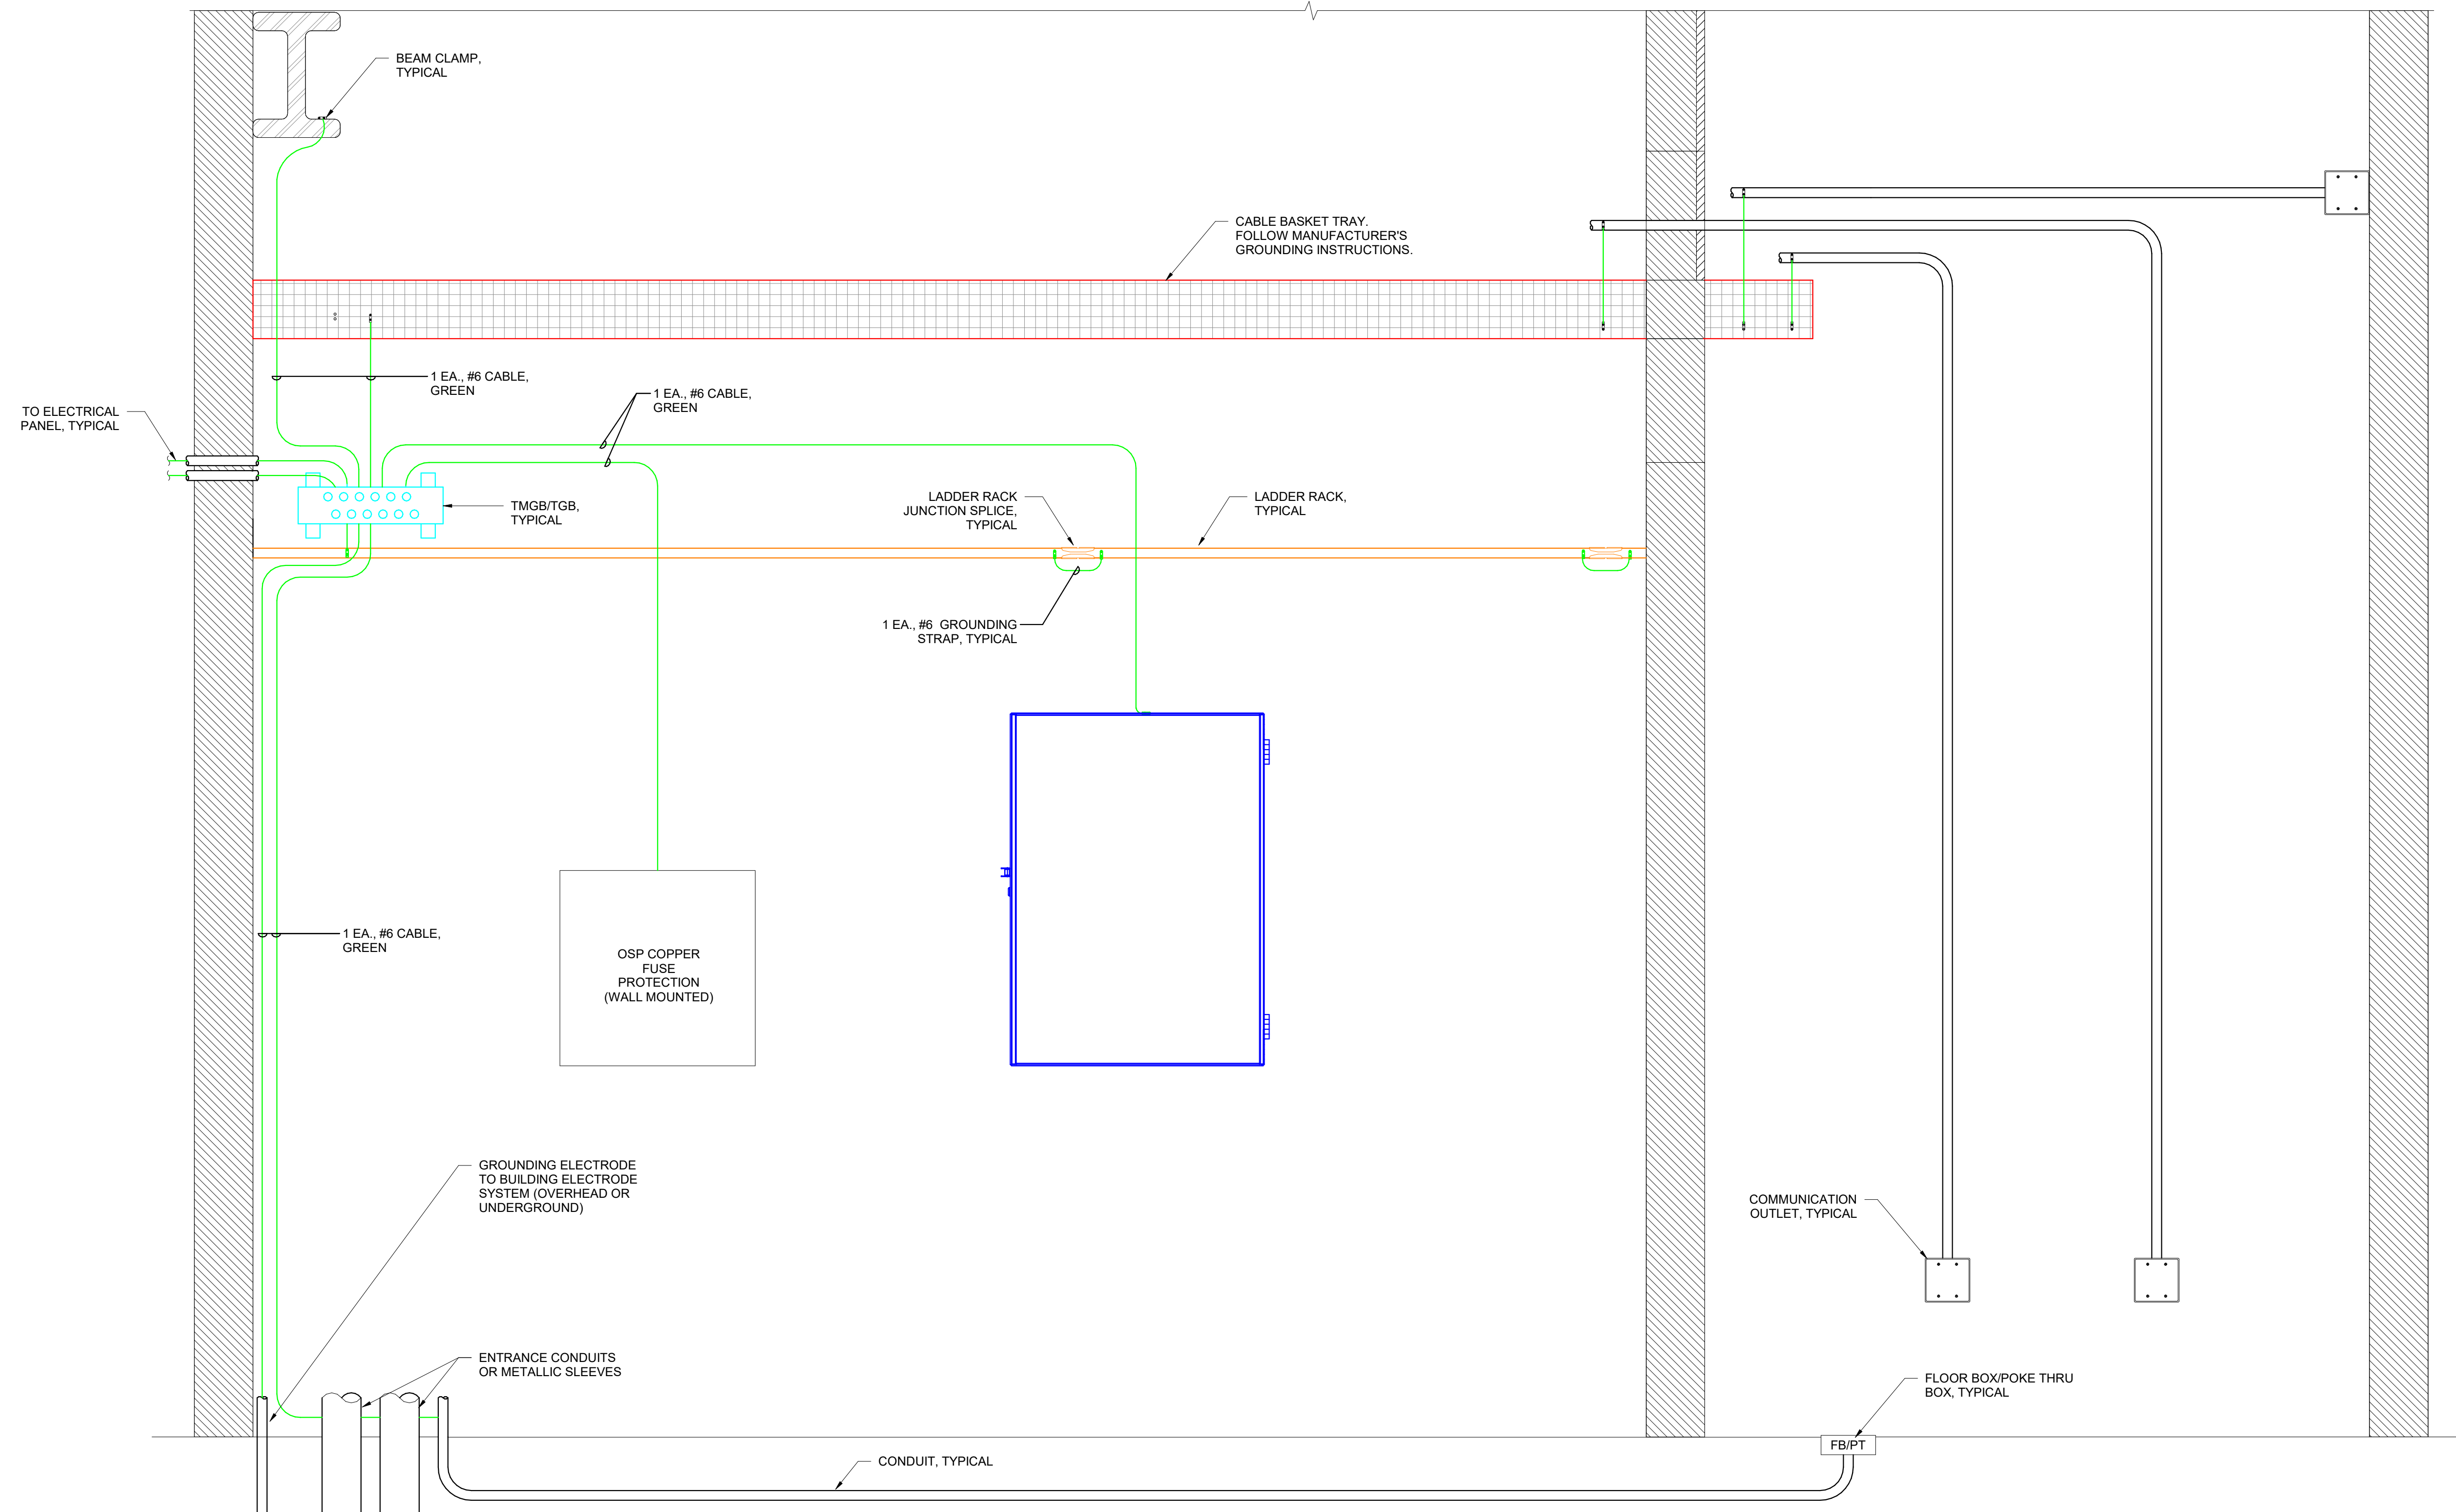 BEAM CLAMP,
TYPICAL
CABLE BASKET TRAY.
FOLLOW MANUFACTURER'S
GROUNDING INSTRUCTIONS.
1 EA., #6 CABLE,
GREEN
1 EA., #6 CABLE,
GREEN
TO ELECTRICAL
PANEL, TYPICAL
TMGB/TGB,
TYPICAL
LADDER RACK
JUNCTION SPLICE,
TYPICAL
LADDER RACK,
TYPICAL
1 EA., #6 GROUNDING
STRAP, TYPICAL
1 EA., #6 CABLE,
GREEN
OSP COPPER
FUSE
PROTECTION
(WALL MOUNTED)
GROUNDING ELECTRODE
TO BUILDING ELECTRODE
SYSTEM (OVERHEAD OR
UNDERGROUND)
COMMUNICATION
OUTLET, TYPICAL
ENTRANCE CONDUITS
OR METALLIC SLEEVES
FLOOR BOX/POKE THRU
BOX, TYPICAL
FB/PT
CONDUIT, TYPICAL